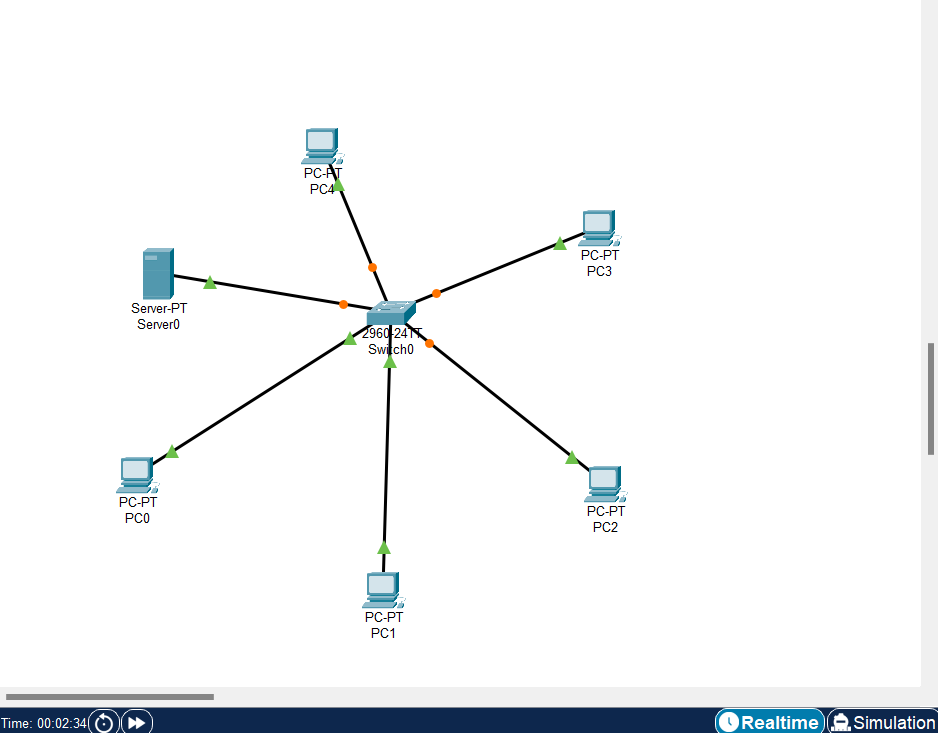 PC-PT
PC4
PC-PT
PC3
Server-PT
Server0
2960-24TT
Switch0
PC-PT
PC0
PC-PT
PC2
PC-PT
PC1
Time: 00:02:34
Realtime
Simulation